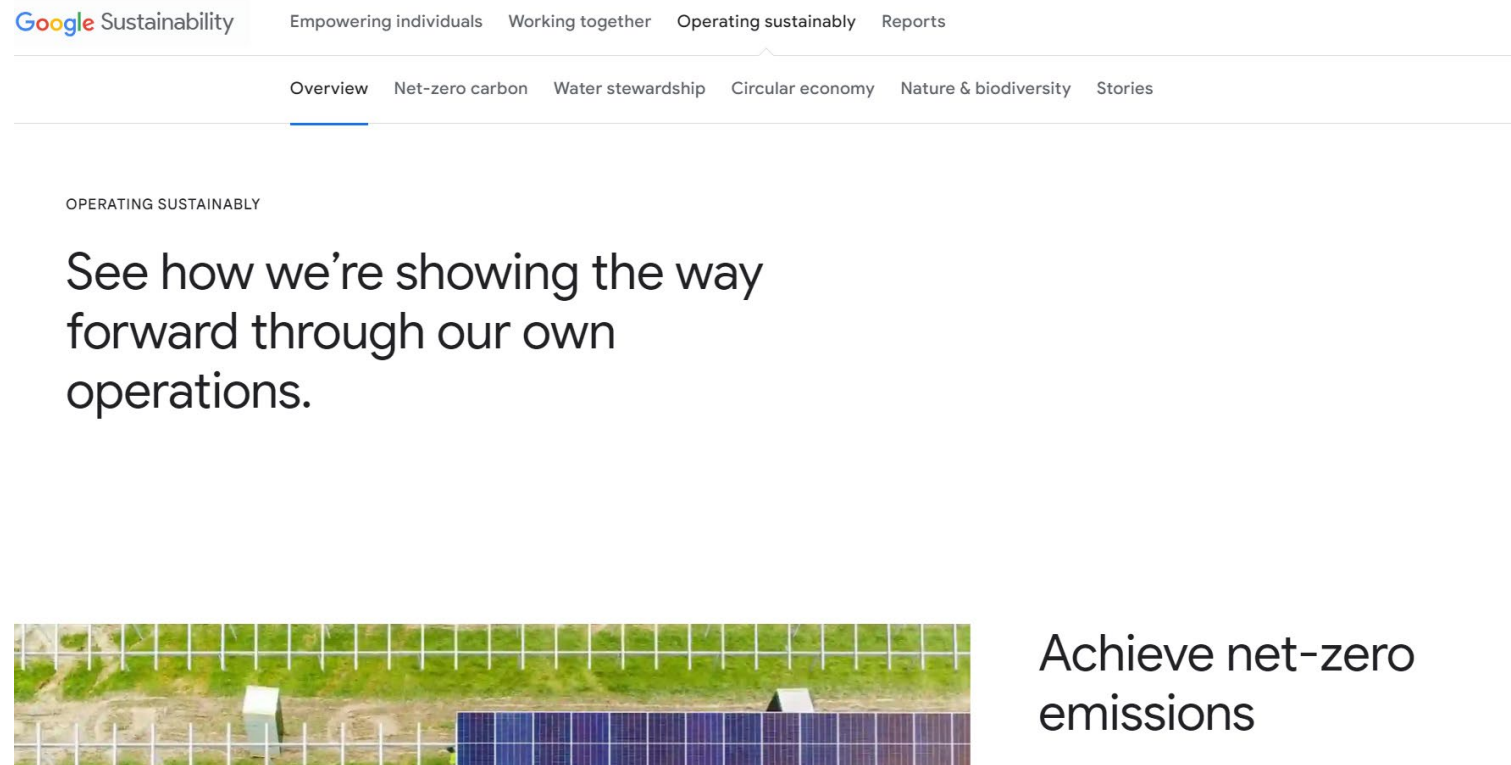 Google Sustainability Empowering individuals Working together Operating sustainably Reports
Overview Net-zero carbon Water stewardship Circular economy Nature & biodiversity Stories
OPERATING SUSTAINABLY
See how we’re showing the way
forward through our own
operations.
Achieve net-zero
emissions